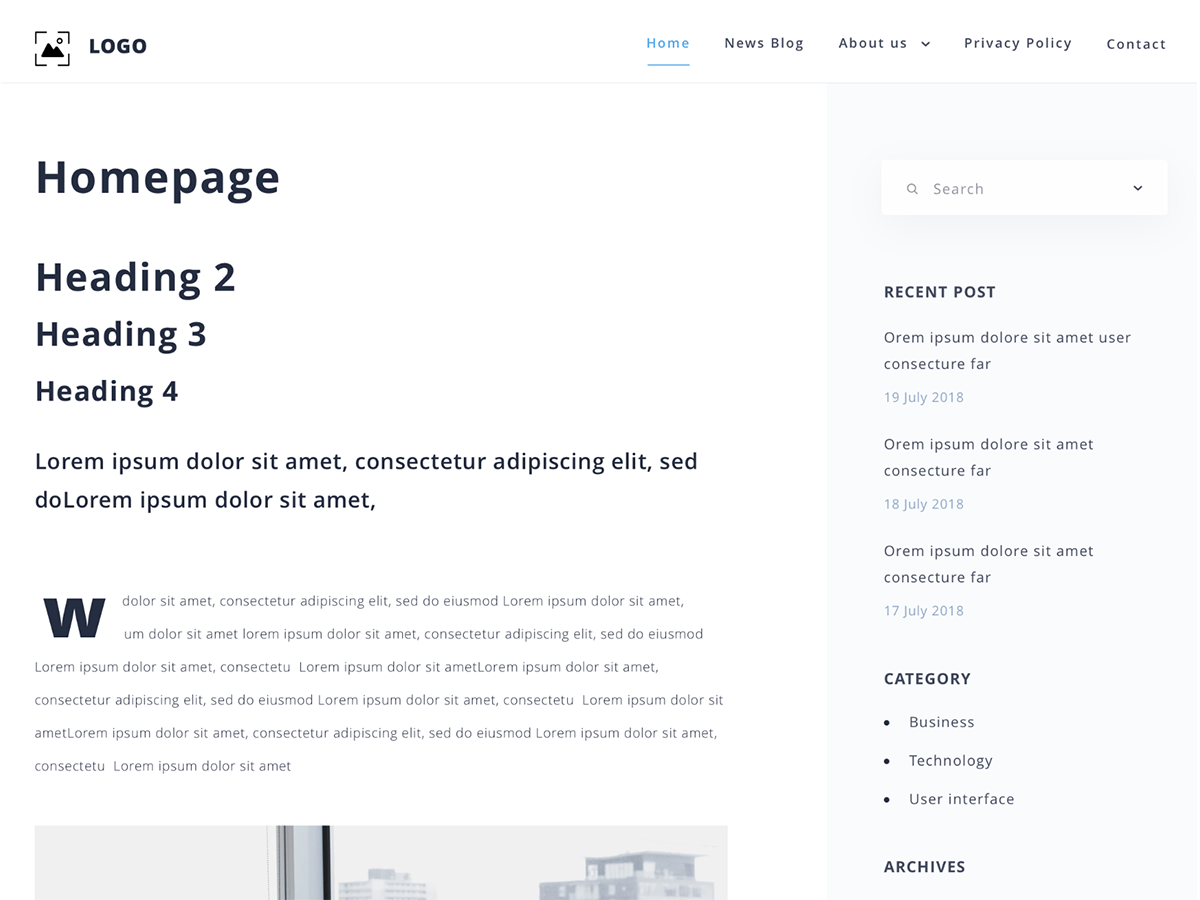 LOGO
Home
News Blog
About us
Privacy Policy
Contact
Homepage
Heading 2
Heading 3
Heading 4
Lorem ipsum dolor sit amet, consectetur adipiscing elit, sed
doLorem ipsum dolor sit amet,
w dolor sit amet, consectetur adipiscing elit, sed do eiusmod Lorem ipsum dolor sit amet,
um dolor sit amet lorem ipsum dolor sit amet, consectetur adipiscing elit, sed do eiusmod
Lorem ipsum dolor sit amet, consectetu Lorem ipsum dolor sit ametLorem ipsum dolor sit amet,
consectetur adipiscing elit, sed do eiusmod Lorem ipsum dolor sit amet, consectetu Lorem ipsum dolor sit
ametLorem ipsum dolor sit amet, consectetur adipiscing elit, sed do eiusmod Lorem ipsum dolor sit amet,
consectetu Lorem ipsum dolor sit amet
Search
RECENT POST
Orem ipsum dolore sit amet user
consecture far
19 July 2018
Orem ipsum dolore sit amet
consecture far
18 July 2018
Orem ipsum dolore sit amet
consecture far
17 July 2018
CATEGORY
Business
Technology
User interface
ARCHIVES